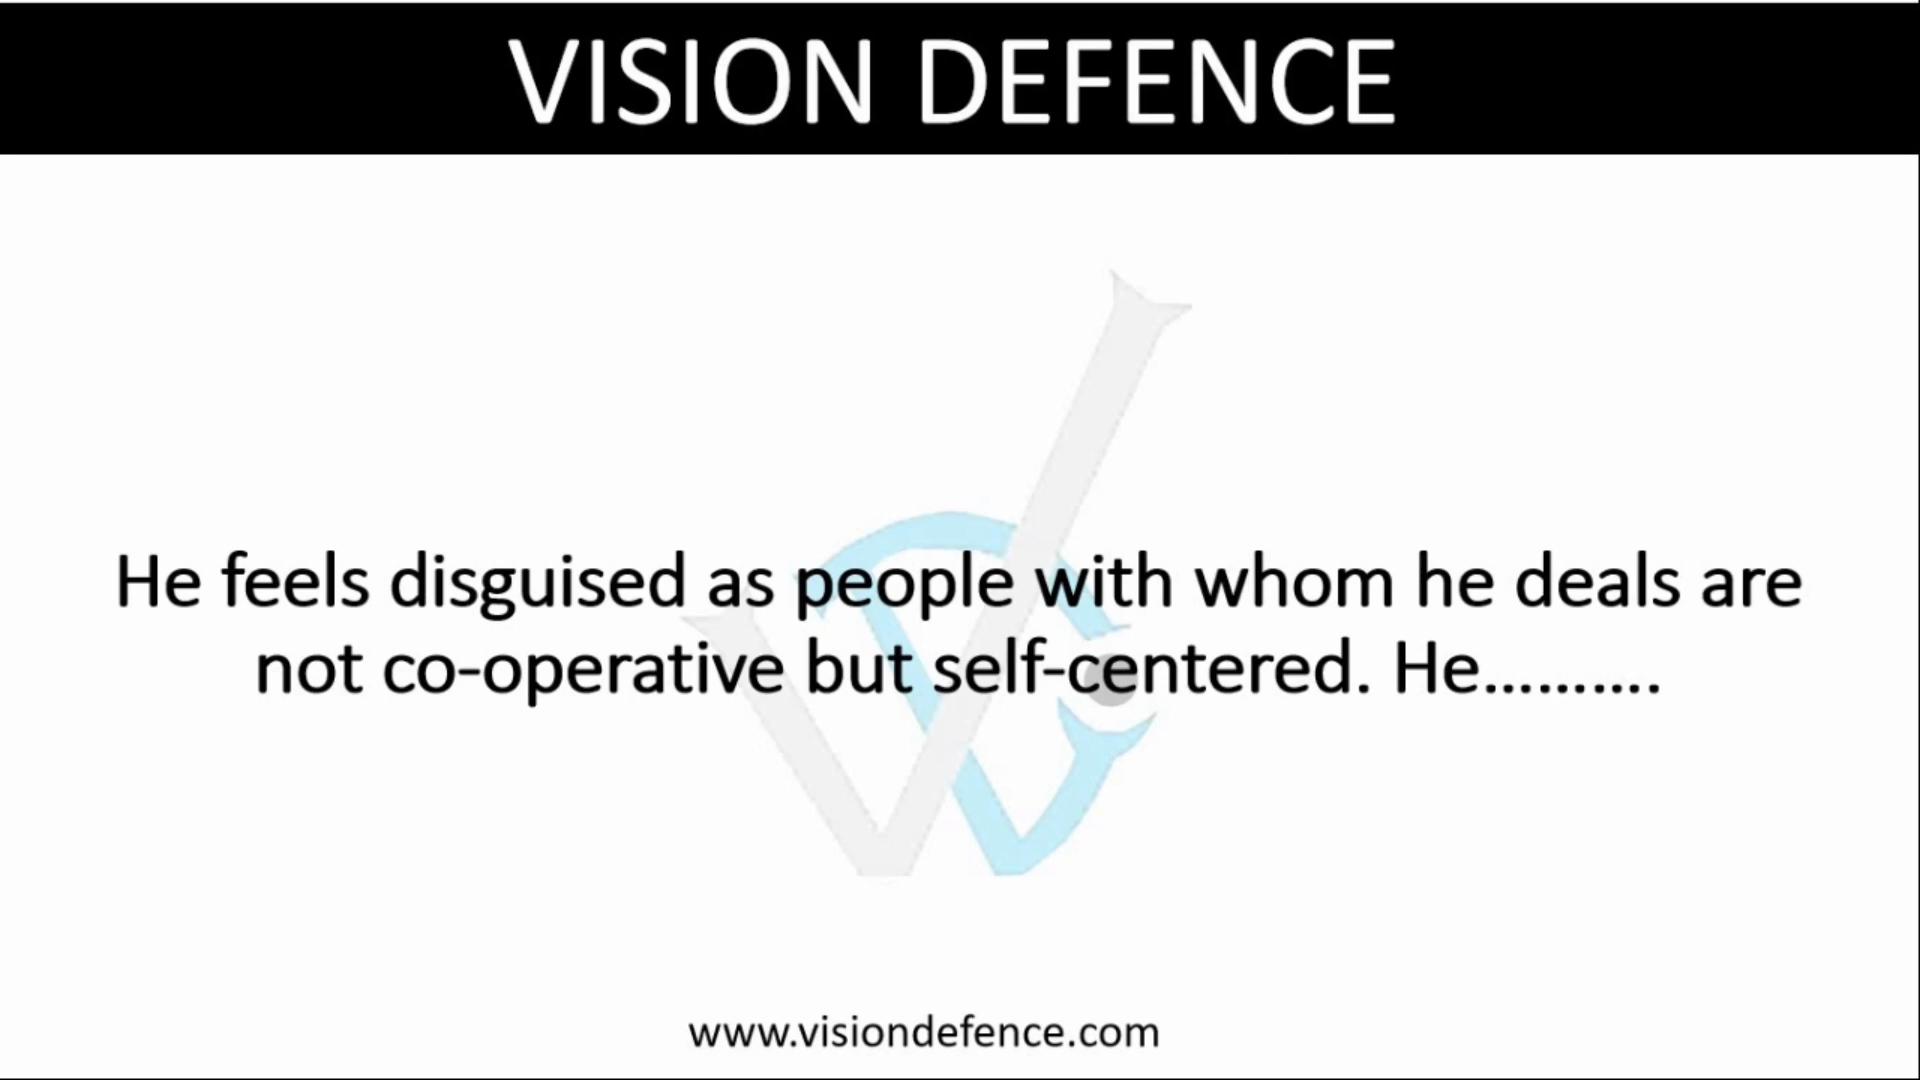 VISION DEFENCE
He feels disguised as people with whom he deals are
not co-operative but self-centered. He..........
www.visiondefence.com